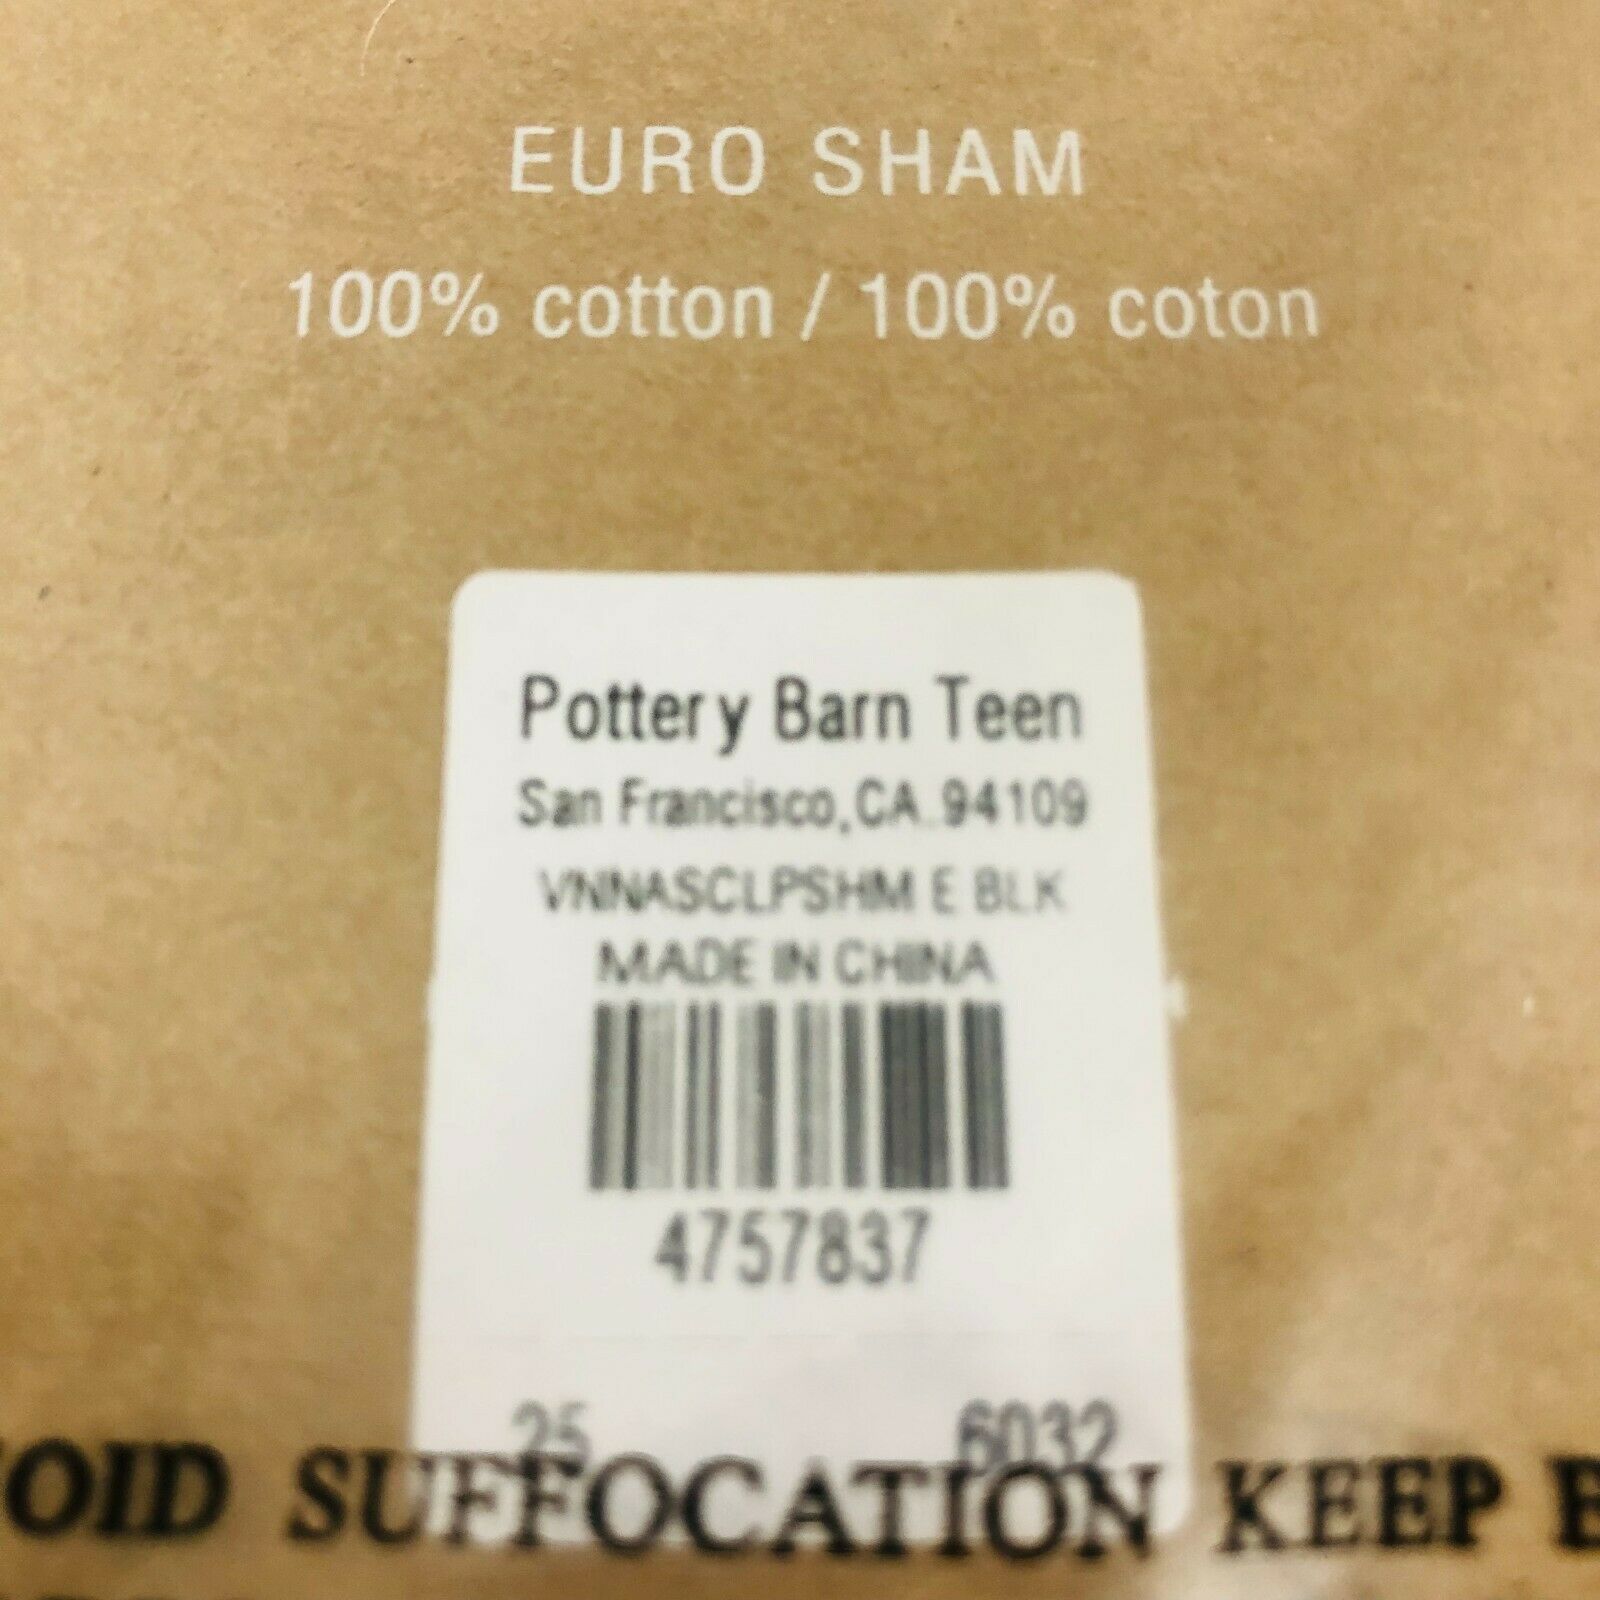 EURO SHAM
100% cotton / 100% coton
Pottery Barn Teen
San Francisco,CA.94109
VNNASCLPSHM E BLK
MADE IN CHINA
4757837
25 6032
OID SUFFOCATION KEEP B